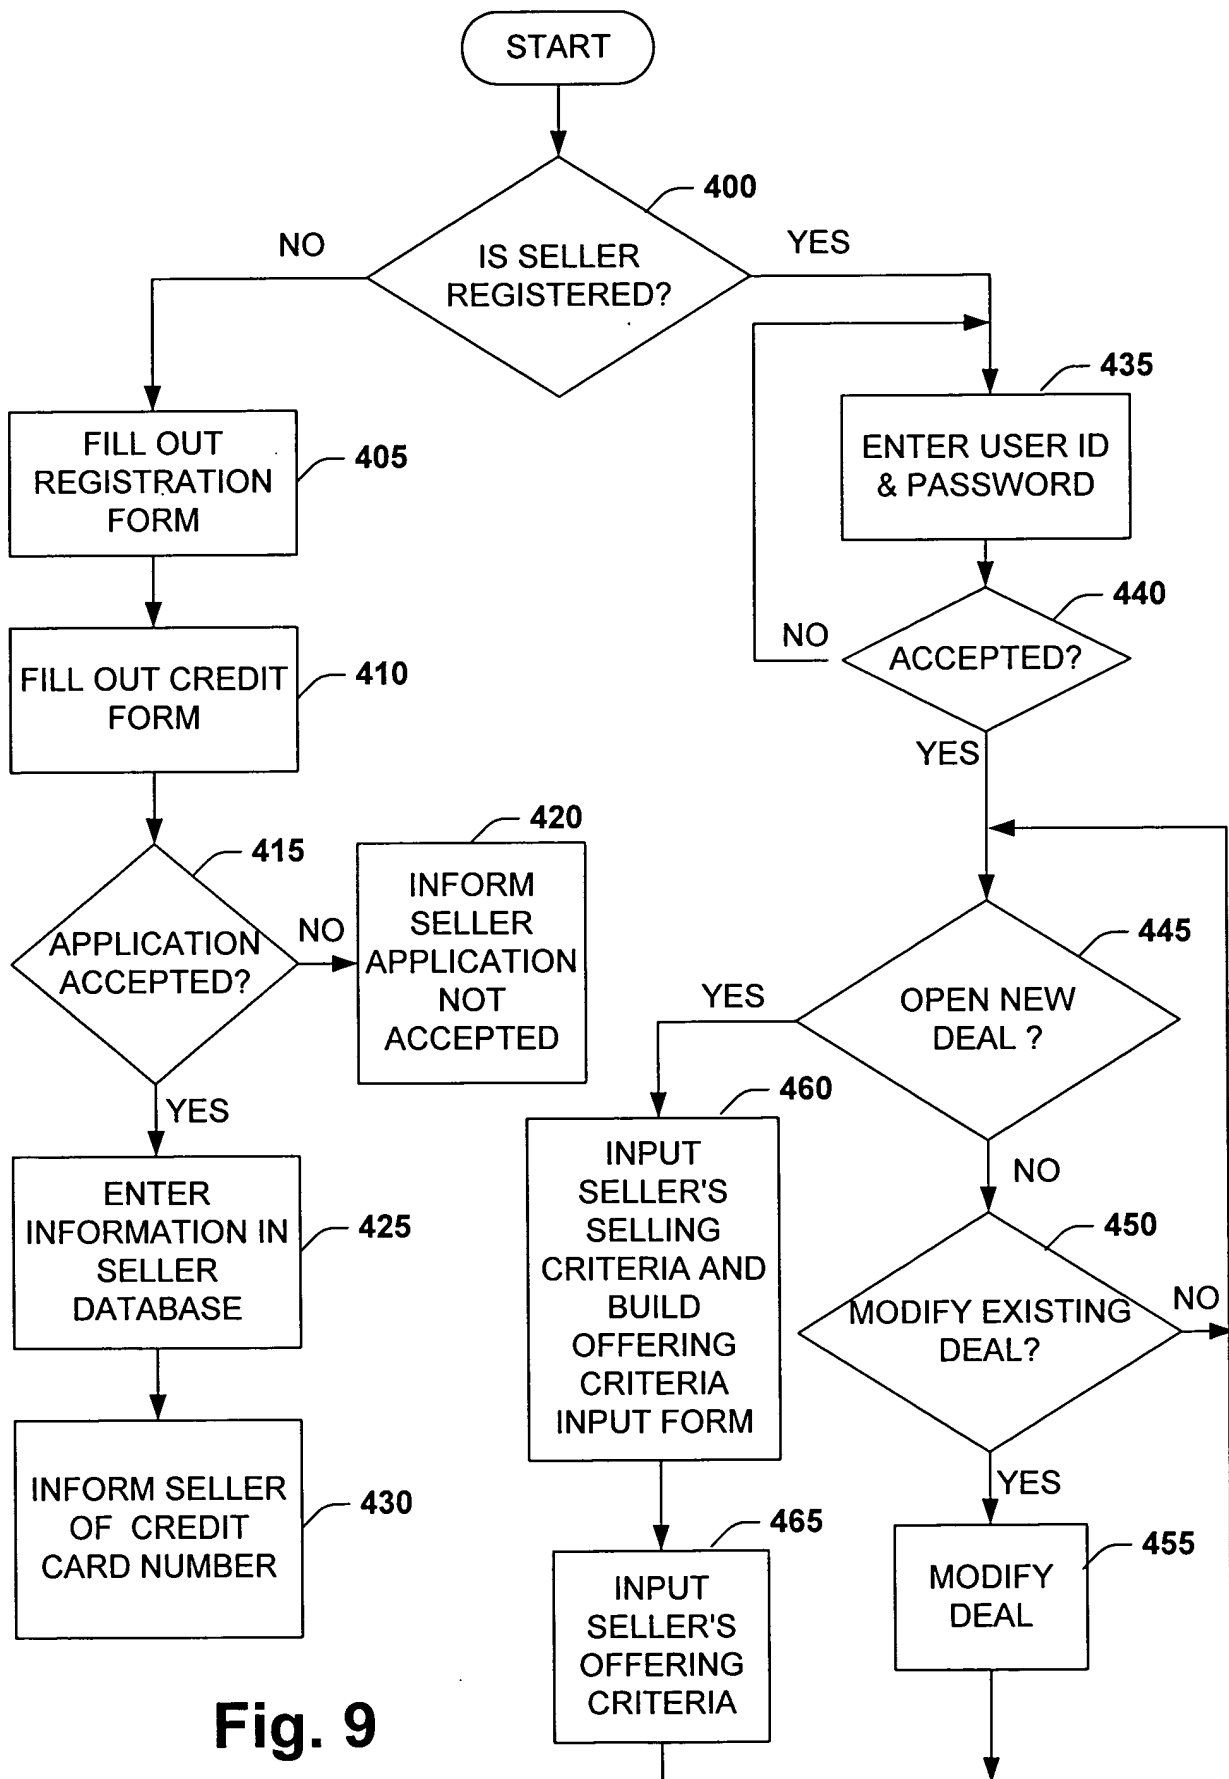 START
400
IS SELLER
REGISTERED?
NO
YES
FILL OUT
REGISTRATION
FORM
405
FILL OUT CREDIT
FORM
410
415
APPLICATION
ACCEPTED?
NO
420
INFORM
SELLER
APPLICATION
NOT
ACCEPTED
YES
ENTER
INFORMATION IN
SELLER
DATABASE
425
INFORM SELLER
OF CREDIT
CARD NUMBER
430
435
ENTER USER ID
& PASSWORD
440
ACCEPTED?
NO
YES
445
OPEN NEW
DEAL ?
YES
NO
460
INPUT
SELLER'S
SELLING
CRITERIA AND
BUILD
OFFERING
CRITERIA
INPUT FORM
450
MODIFY EXISTING
DEAL?
NO
YES
465
INPUT
SELLER'S
OFFERING
CRITERIA
455
MODIFY
DEAL
Fig. 9